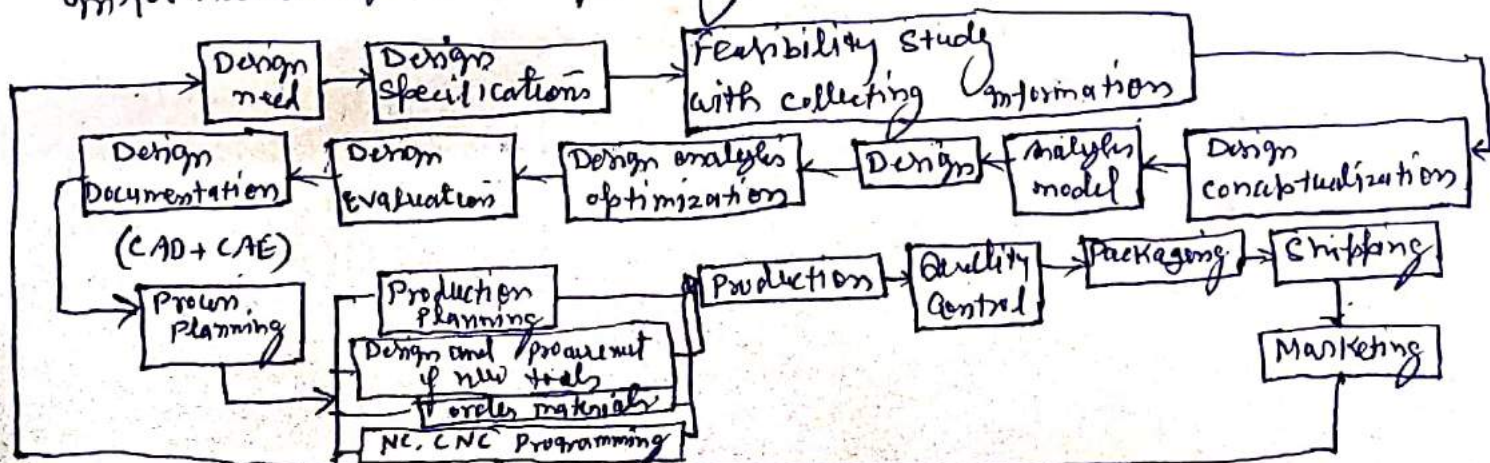 Design
need
Design
Specifications
Feasibility Study
with collecting information
Design
conceptualization
Analysis
model
Design
Design analysis
optimization
Design
Evaluation
Design
Documentation
(CAD + CAE)
Planning
Production
Planning
Design and procurement
of new tools
order materials
NC, CNC Programming
Production
Quality
Control
Packaging
Shipping
Marketing